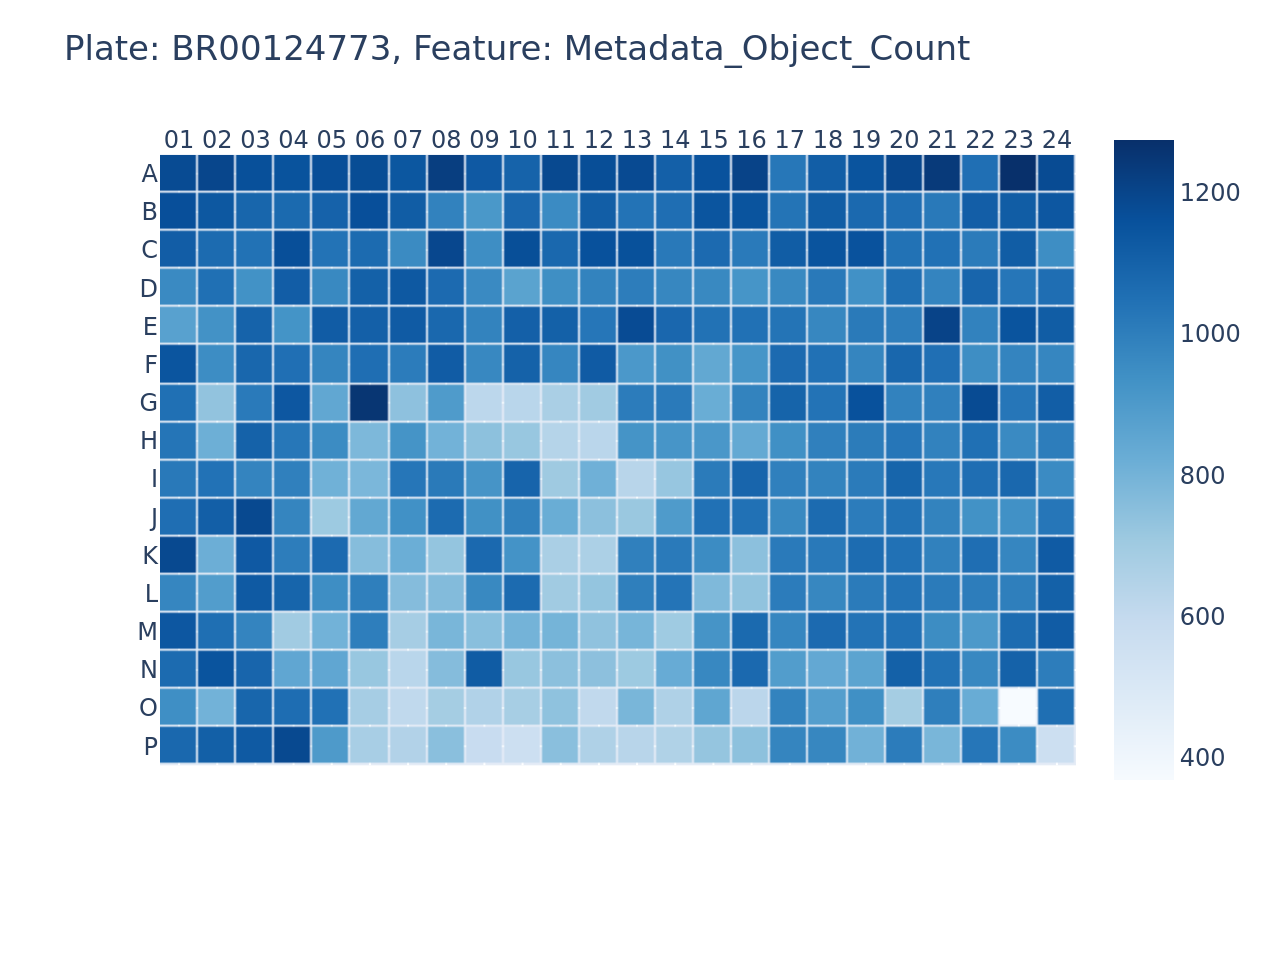 Plate: BR00124773, Feature: Metadata_Object_Count
01 02 03 04 05 06 07 08 09 10 11 12 13 14 15 16 17 18 19 20 21 22 23 24
A
B
C
D
E
F
G
H
I
J
K
L
M
N
O
P
1200
1000
800
600
400